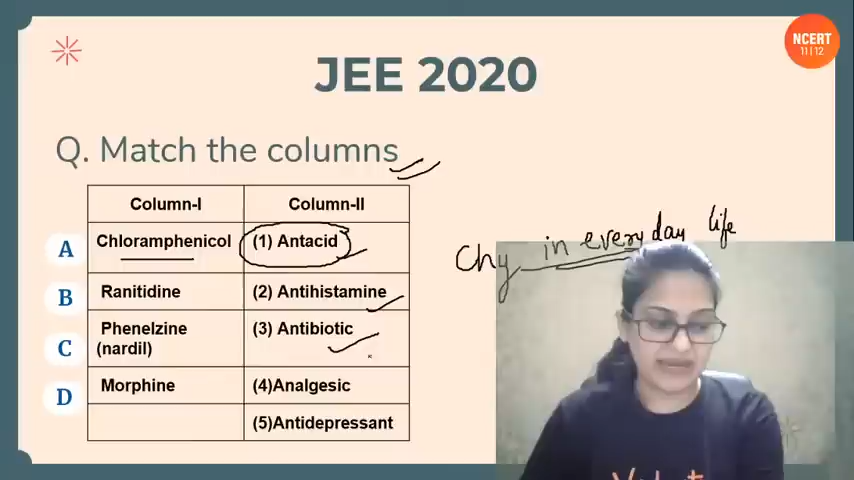 NCERT
11|12
JEE 2020
Q. Match the columns
Column-I Column-II
A Chloramphenicol (1) Antacid
B Ranitidine (2) Antihistamine
C Phenelzine (nardil) (3) Antibiotic
D Morphine (4)Analgesic
(5)Antidepressant
Chy in everyday life